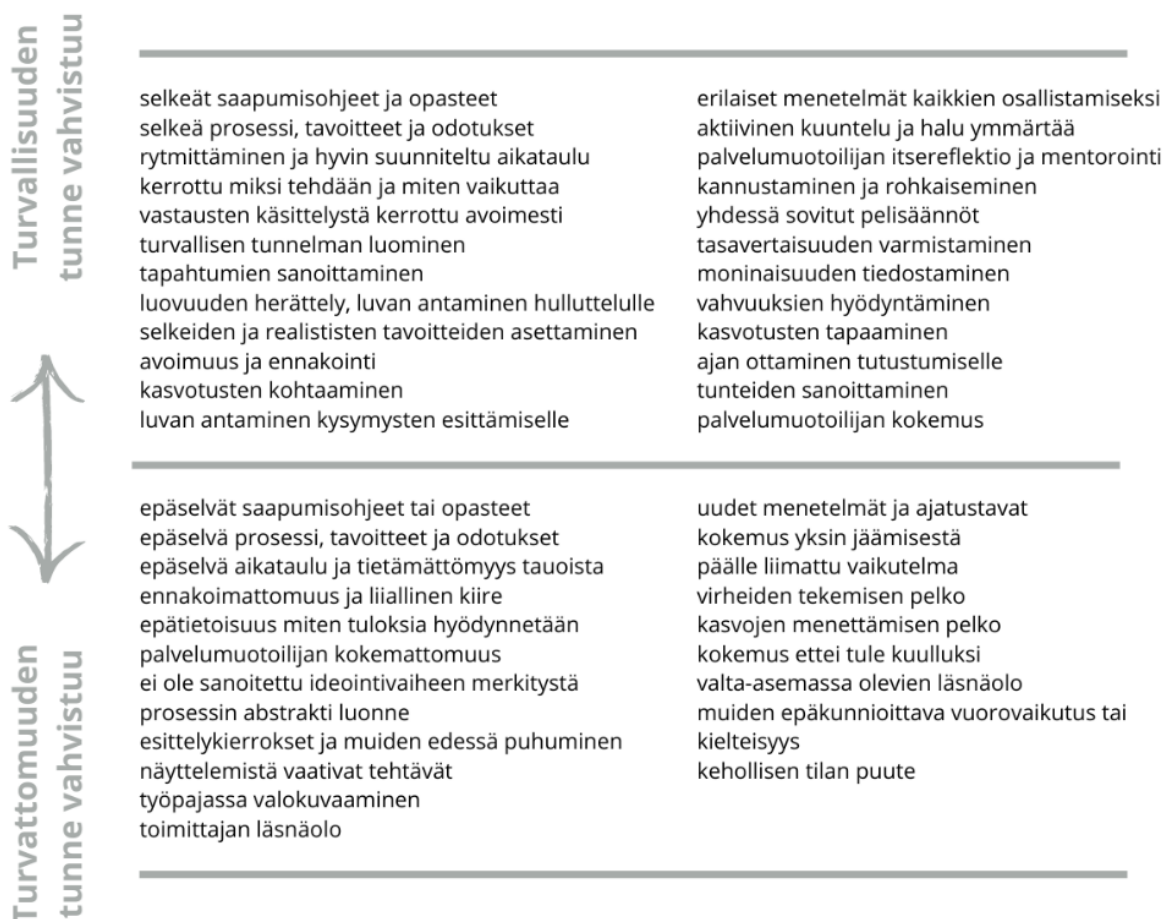 Turvallisuuden
tunne vahvistuu
selkeät saapumisohjeet ja opasteet
selkeä prosessi, tavoitteet ja odotukset
rytmittäminen ja hyvin suunniteltu aikataulu
kerrottu miksi tehdään ja miten vaikuttaa
vastausten käsittelystä kerrottu avoimesti
turvallisen tunnelman luominen
tapahtumien sanoittaminen
luovuuden herättely, luvan antaminen hulluttelulle
selkeiden ja realististen tavoitteiden asettaminen
avoimuus ja ennakointi
kasvotusten kohtaaminen
luvan antaminen kysymysten esittämiselle
erilaiset menetelmät kaikkien osallistamiseksi
aktiivinen kuuntelu ja halu ymmärtää
palvelumuotoilijan itsereflektio ja mentorointi
kannustaminen ja rohkaiseminen
yhdessä sovitut pelisäännöt
tasavertaisuuden varmistaminen
moninaisuuden tiedostaminen
vahvuuksien hyödyntäminen
kasvotusten tapaaminen
ajan ottaminen tutustumiselle
tunteiden sanoittaminen
palvelumuotoilijan kokemus
Turvattomuuden
tunne vahvistuu
epäselvät saapumisohjeet tai opasteet
epäselvä prosessi, tavoitteet ja odotukset
epäselvä aikataulu ja tietämättömyys tauoista
ennakoimattomuus ja liiallinen kiire
epätietoisuus miten tuloksia hyödynnetään
palvelumuotoilijan kokemattomuus
ei ole sanoitettu ideointivaiheen merkitystä
prosessin abstrakti luonne
esittelykierrokset ja muiden edessä puhuminen
näyttelemistä vaativat tehtävät
työpajassa valokuvaaminen
toimittajan läsnäolo
uudet menetelmät ja ajatustavat
kokemus yksin jäämisestä
päälle liimattu vaikutelma
virheiden tekemisen pelko
kasvojen menettämisen pelko
kokemus ettei tule kuulluksi
valta-asemassa olevien läsnäolo
muiden epäkunnioittava vuorovaikutus tai
kielteisyys
kehollisen tilan puute